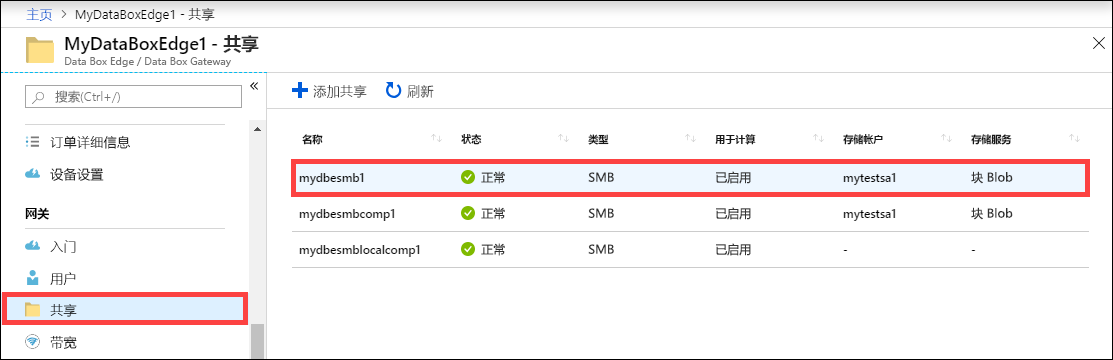 主页 > MyDataBoxEdge1 - 共享
MyDataBoxEdge1 - 共享
Data Box Edge / Data Box Gateway
搜索(Ctrl+/)
订单详细信息
设备设置
网关
入门
用户
共享
带宽
添加共享 刷新
名称 状态 类型 用于计算 存储帐户 存储服务
mydbesmb1 正常 SMB 已启用 mytestsa1 块 Blob
mydbesmbcomp1 正常 SMB 已启用 mytestsa1 块 Blob
mydbesmblocalcomp1 正常 SMB 已启用 - -